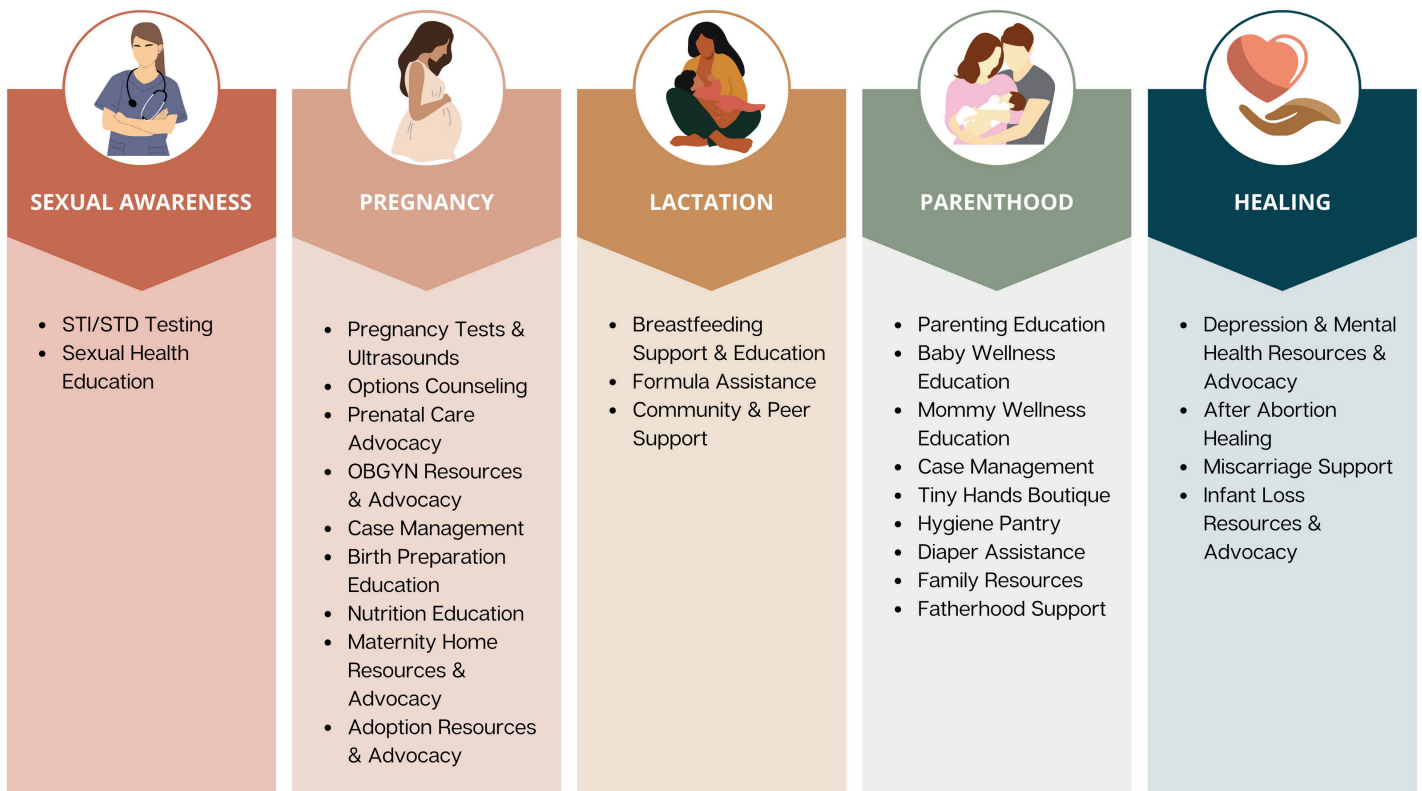 SEXUAL AWARENESS
• STI/STD Testing
• Sexual Health
Education
PREGNANCY
• Pregnancy Tests &
Ultrasounds
• Options Counseling
• Prenatal Care
Advocacy
• OBGYN Resources
& Advocacy
• Case Management
• Birth Preparation
Education
• Nutrition Education
• Maternity Home
Resources &
Advocacy
• Adoption Resources
& Advocacy
LACTATION
• Breastfeeding
Support & Education
• Formula Assistance
• Community & Peer
Support
PARENTHOOD
• Parenting Education
• Baby Wellness
Education
• Mommy Wellness
Education
• Case Management
• Tiny Hands Boutique
• Hygiene Pantry
• Diaper Assistance
• Family Resources
• Fatherhood Support
HEALING
• Depression & Mental
Health Resources &
Advocacy
• After Abortion
Healing
• Miscarriage Support
• Infant Loss
Resources &
Advocacy